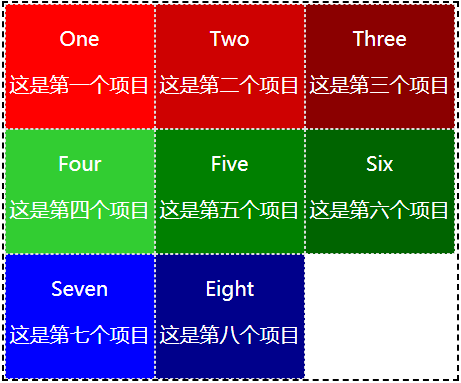 One
Two
Three
这是第一个项目
这是第二个项目
这是第三个项目
Four
Five
Six
这是第四个项目
这是第五个项目
这是第六个项目
Seven
Eight
这是第七个项目
这是第八个项目